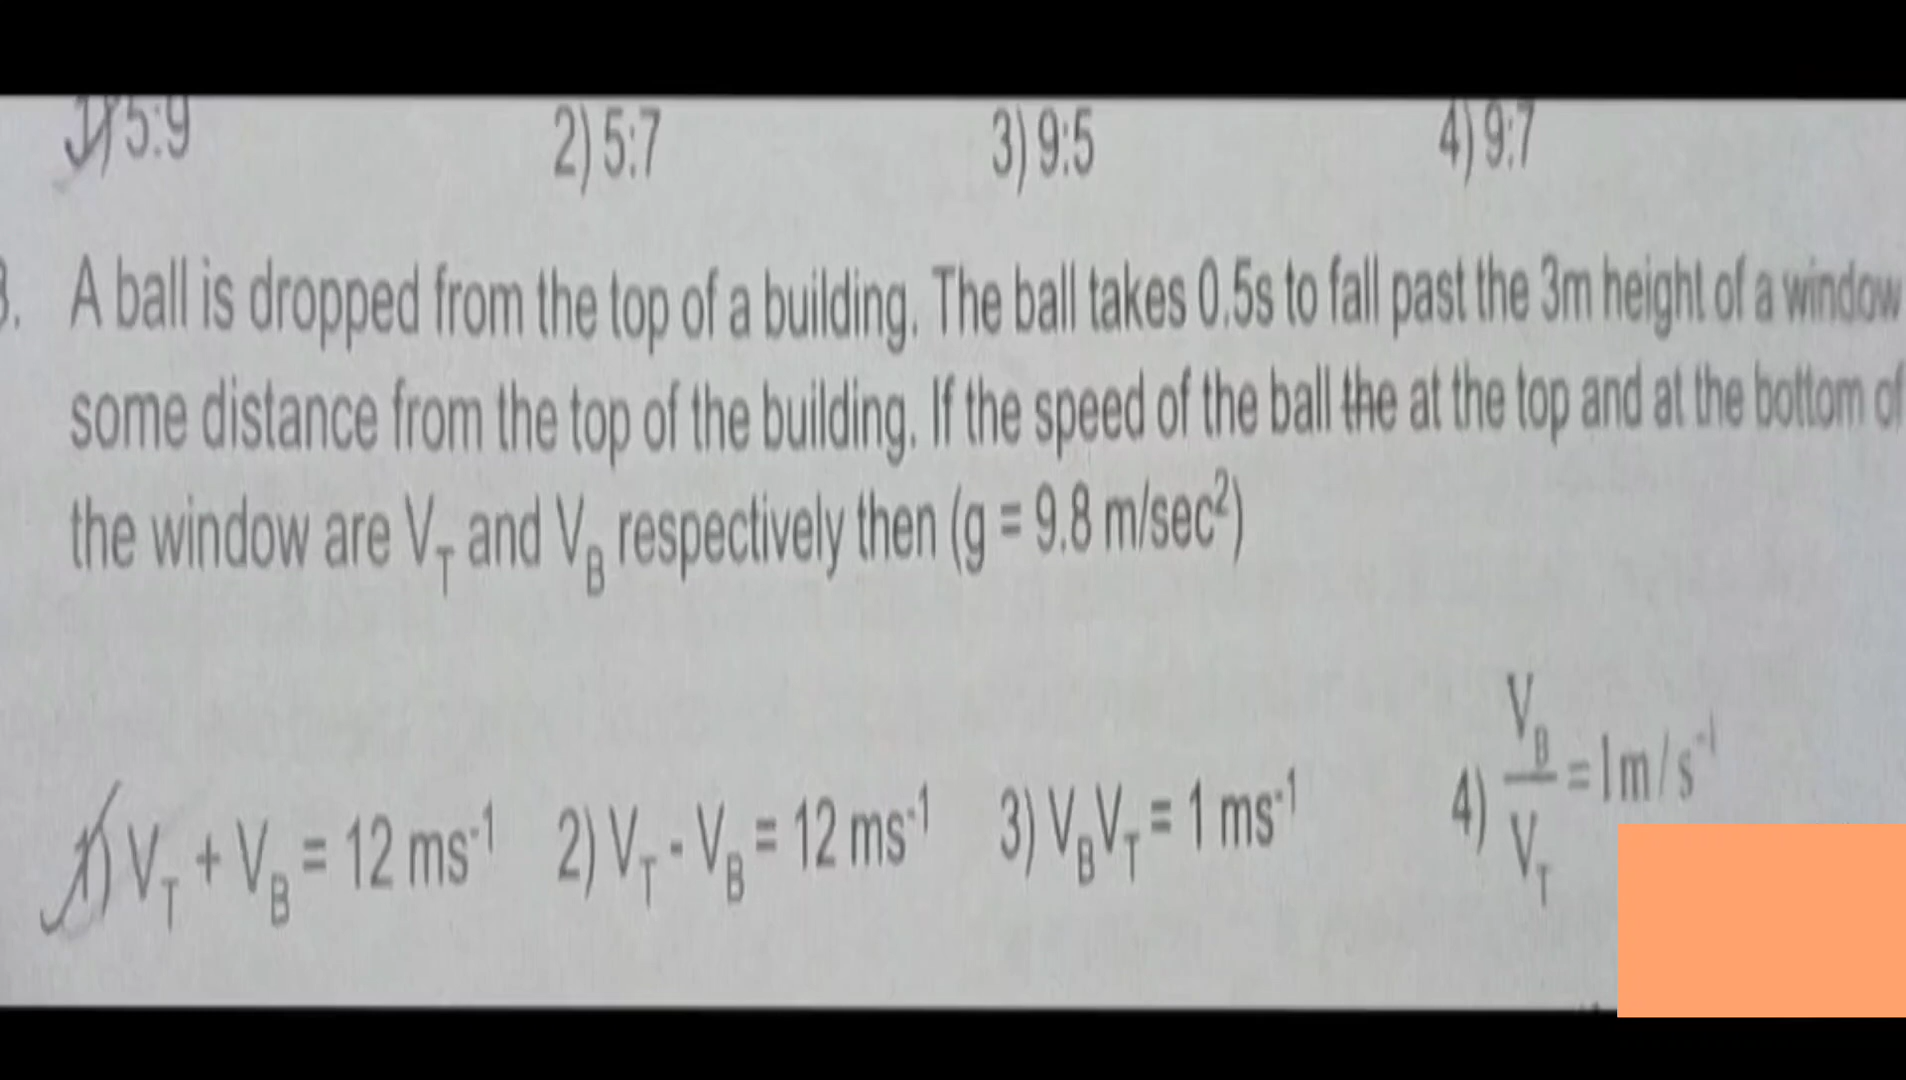 1) 5:9 2) 5:7 3) 9:5 4) 9:7
3. A ball is dropped from the top of a building. The ball takes 0.5s to fall past the 3m height of a window
some distance from the top of the building. If the speed of the ball the at the top and at the bottom of
the window are V_T and V_B respectively then (g = 9.8 m/sec²)
1) V_T + V_B = 12 ms⁻¹ 2) V_T - V_B = 12 ms⁻¹ 3) V_B V_T = 1 ms⁻¹ 4) V_B/V_T = 1m/s⁻¹